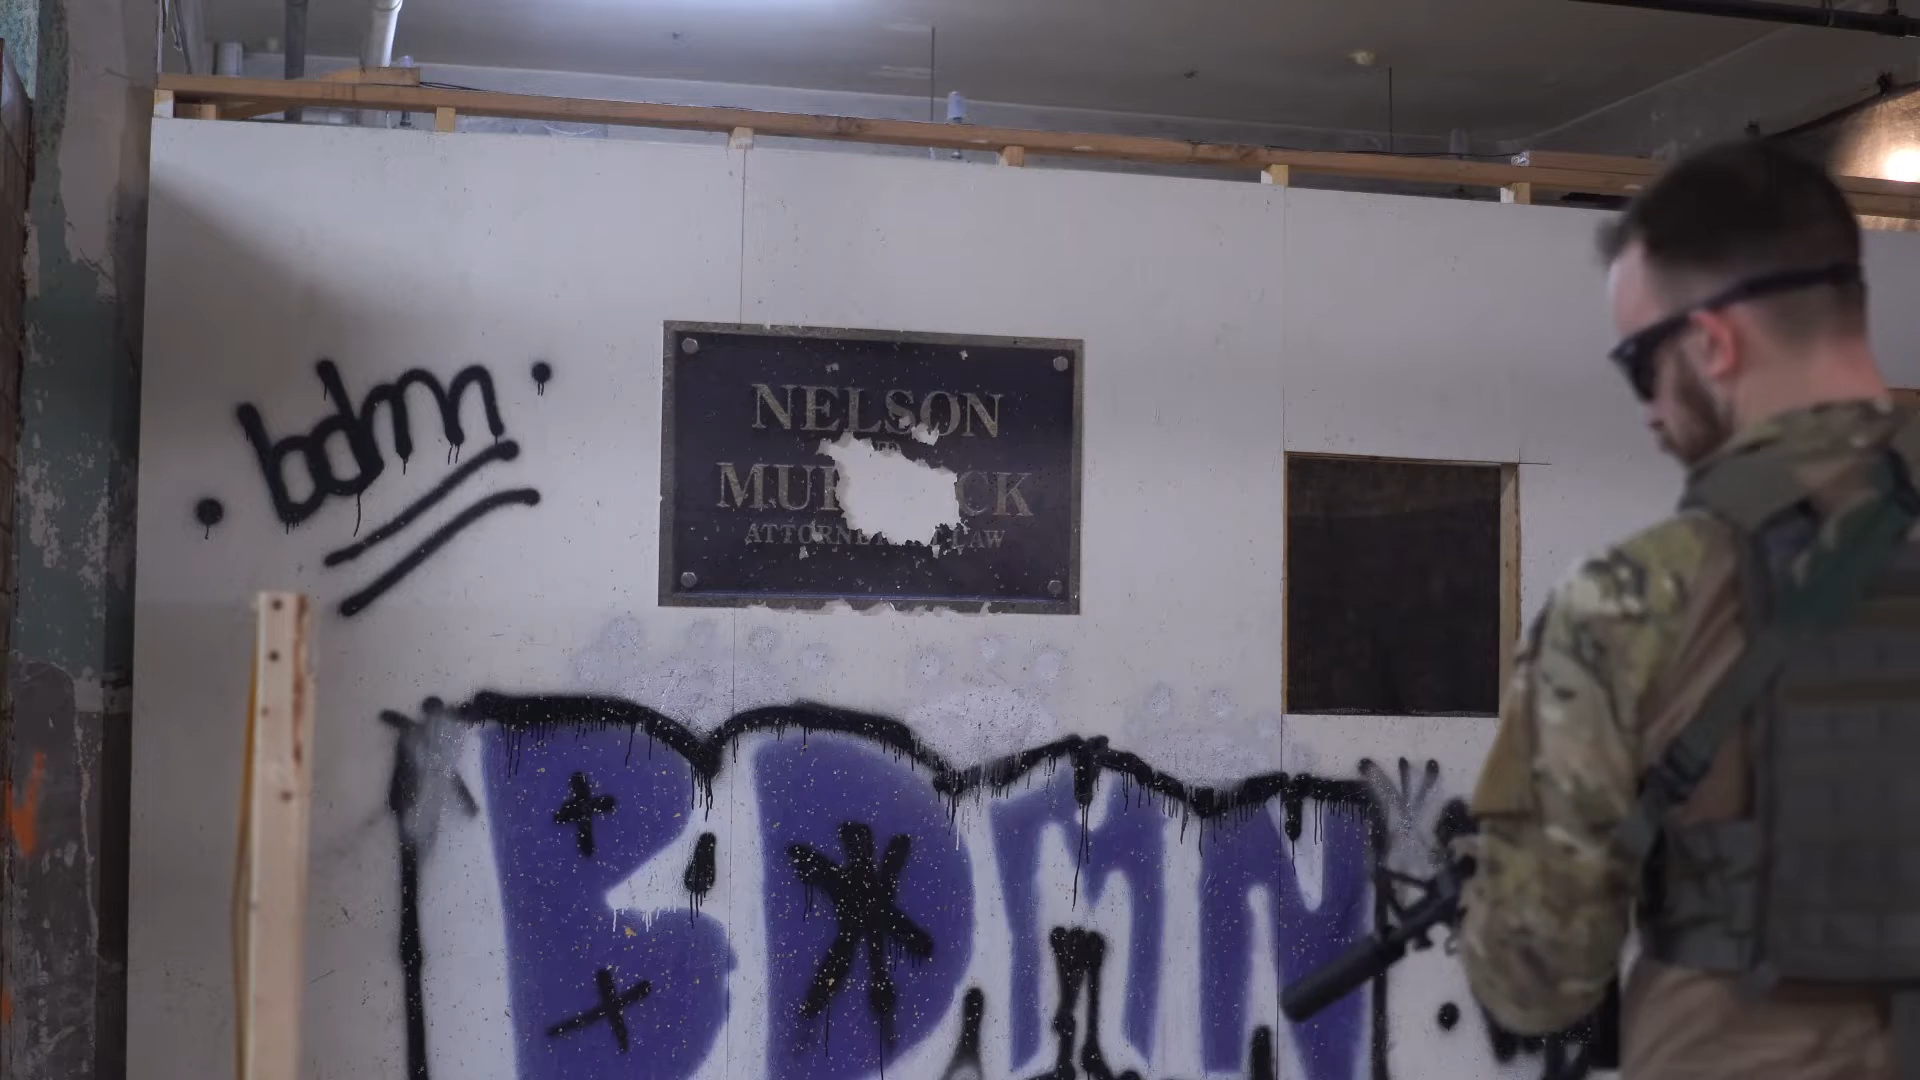 bdmn
NELSON
MUR CK
ATTORNE T LAW
BDMN